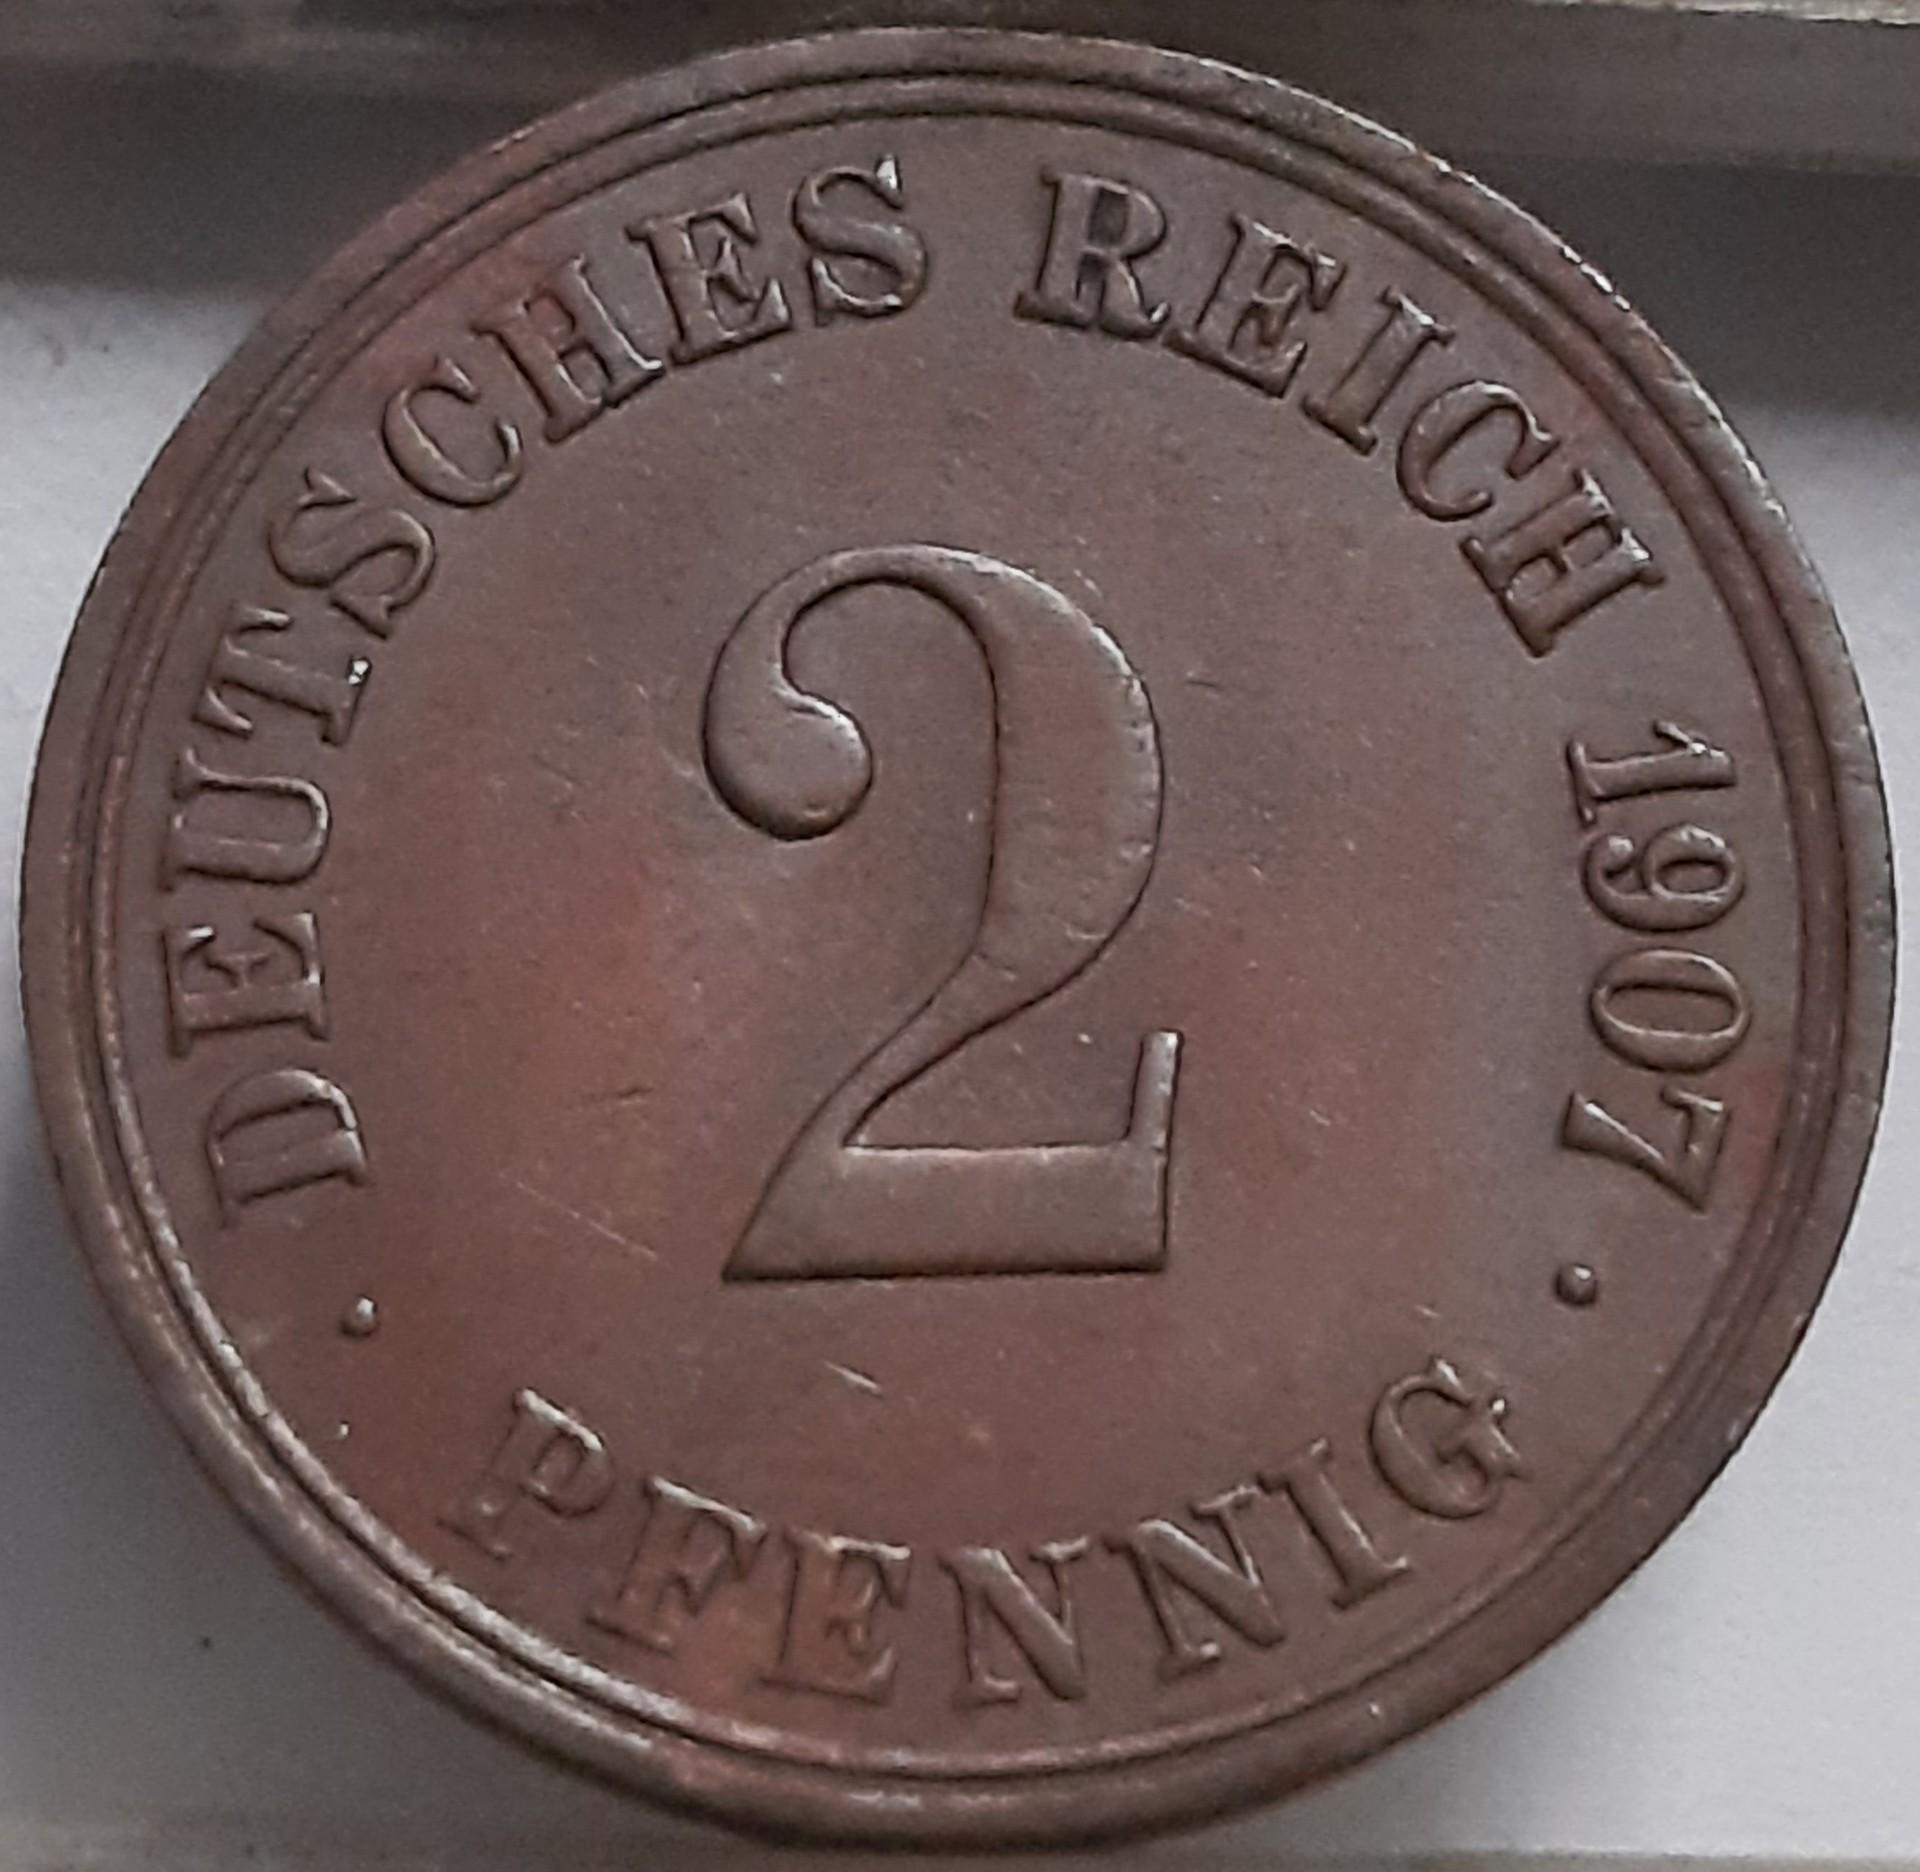 DEUTSCHES REICH 1907
2
· PFENNIG ·